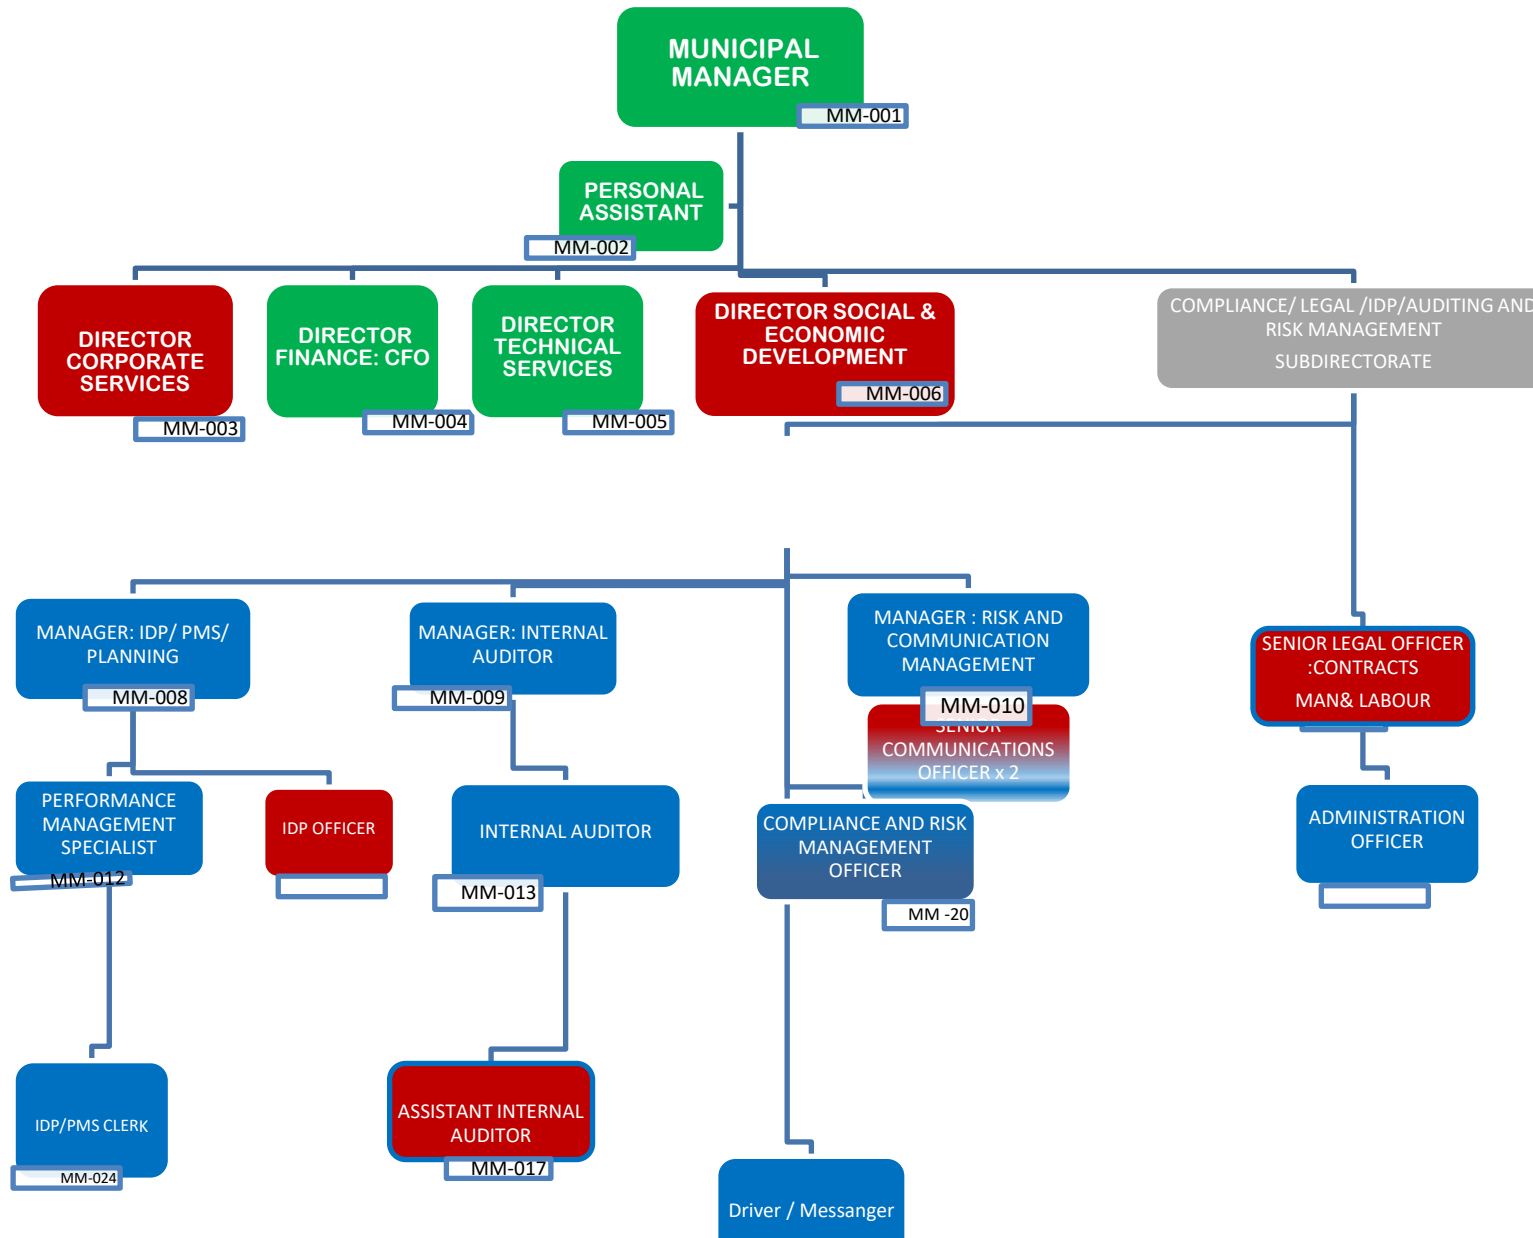 MUNICIPAL
MANAGER
MM-001
PERSONAL
ASSISTANT
MM-002
DIRECTOR
CORPORATE
SERVICES
MM-003
DIRECTOR
FINANCE: CFO
MM-004
DIRECTOR
TECHNICAL
SERVICES
MM-005
DIRECTOR SOCIAL &
ECONOMIC
DEVELOPMENT
MM-006
COMPLIANCE/ LEGAL /IDP/AUDITING AND
RISK MANAGEMENT
SUBDIRECTORATE
MANAGER: IDP/ PMS/
PLANNING
MM-008
MANAGER: INTERNAL
AUDITOR
MM-009
MANAGER : RISK AND
COMMUNICATION
MANAGEMENT
MM-010
SENIOR
COMMUNICATIONS
OFFICER x 2
SENIOR LEGAL OFFICER
:CONTRACTS
MAN& LABOUR
PERFORMANCE
MANAGEMENT
SPECIALIST
MM-012
IDP OFFICER
INTERNAL AUDITOR
MM-013
COMPLIANCE AND RISK
MANAGEMENT
OFFICER
MM -20
ADMINISTRATION
OFFICER
IDP/PMS CLERK
MM-024
ASSISTANT INTERNAL
AUDITOR
MM-017
Driver / Messanger